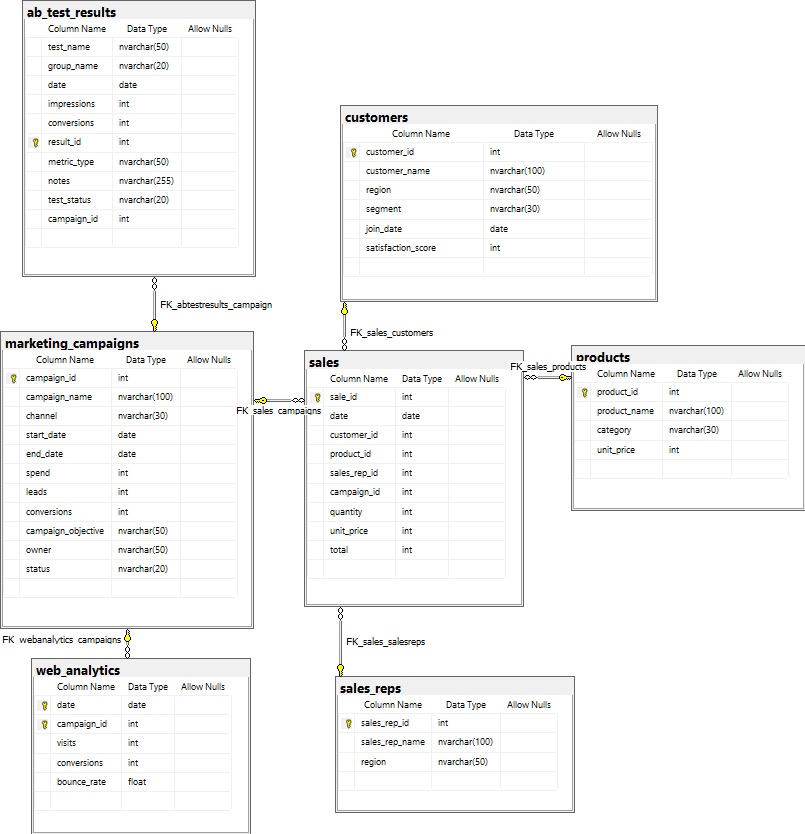 ab_test_results
Column Name Data Type Allow Nulls
test_name nvarchar(50)
group_name nvarchar(20)
date date
impressions int
conversions int
result_id int
metric_type nvarchar(50)
notes nvarchar(255)
test_status nvarchar(20)
campaign_id int
FK_abtestresults_campaign
customers
Column Name Data Type Allow Nulls
customer_id int
customer_name nvarchar(100)
region nvarchar(50)
segment nvarchar(30)
join_date date
satisfaction_score int
FK_sales_customers
marketing_campaigns
Column Name Data Type Allow Nulls
campaign_id int
campaign_name nvarchar(100)
channel nvarchar(30)
start_date date
end_date date
spend int
leads int
conversions int
campaign_objective nvarchar(50)
owner nvarchar(50)
status nvarchar(20)
FK_sales_campaigns
sales
Column Name Data Type Allow Nulls
sale_id int
date date
customer_id int
product_id int
sales_rep_id int
campaign_id int
quantity int
unit_price int
total int
FK_sales_products
products
Column Name Data Type Allow Nulls
product_id int
product_name nvarchar(100)
category nvarchar(30)
unit_price int
FK_webanalytics_campaigns
web_analytics
Column Name Data Type Allow Nulls
date date
campaign_id int
visits int
conversions int
bounce_rate float
FK_sales_salesreps
sales_reps
Column Name Data Type Allow Nulls
sales_rep_id int
sales_rep_name nvarchar(100)
region nvarchar(50)